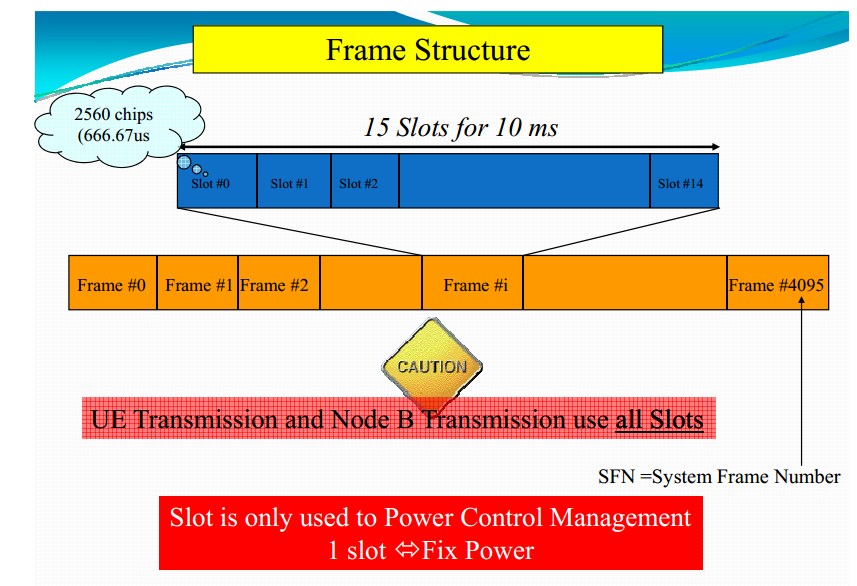 Frame Structure
2560 chips
(666.67us
15 Slots for 10 ms
Slot #0 Slot #1 Slot #2 Slot #14
Frame #0 Frame #1 Frame #2 Frame #i Frame #4095
CAUTION
UE Transmission and Node B Transmission use all Slots
SFN =System Frame Number
Slot is only used to Power Control Management
1 slot ⬄Fix Power